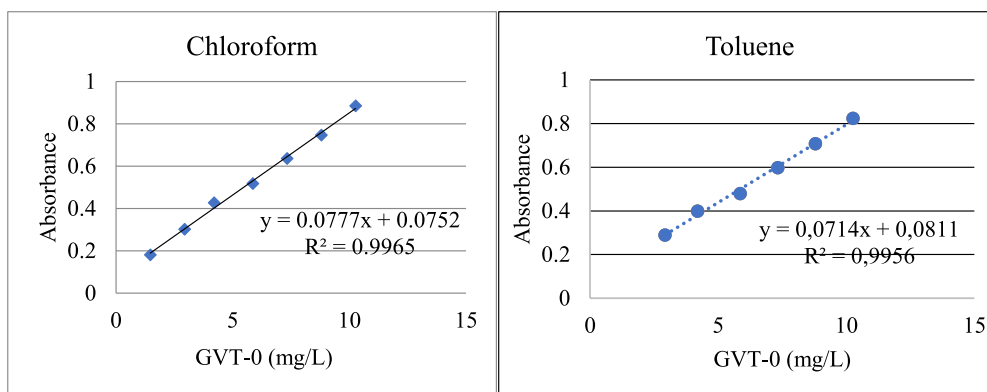 Chloroform
Absorbance
1
0.8
0.6
0.4
0.2
0
y = 0.0777x + 0.0752
R² = 0.9965
0 5 10 15
GVT-0 (mg/L)
Toluene
Absorbance
1
0.8
0.6
0.4
0.2
0
y = 0,0714x + 0,0811
R² = 0,9956
0 5 10 15
GVT-0 (mg/L)